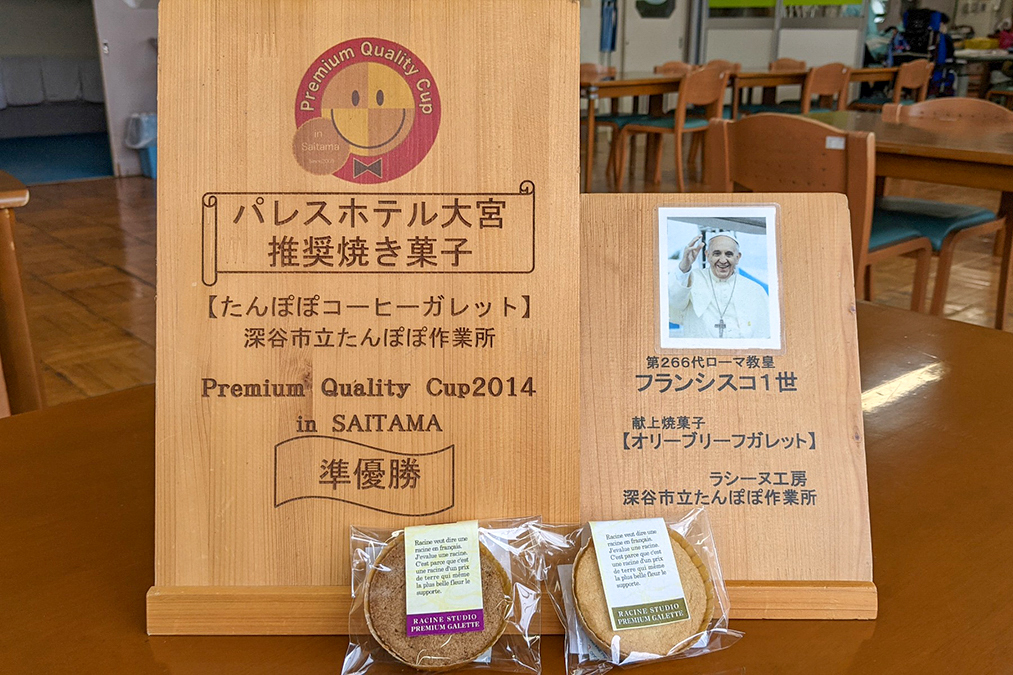 Premium Quality Cup
in
Saitama
パレスホテル大宮
推奨焼き菓子
【たんぽぽコーヒーガレット】
深谷市立たんぽぽ作業所
Premium Quality Cup2014
in SAITAMA
準優勝
第266代ローマ教皇
フランシスコ1世
献上焼菓子
【オリーブリーフガレット】
ラシーヌ工房
深谷市立たんぽぽ作業所
Racine veut dire une
racine en français.
J'évalue une racine.
C'est parce que c'est
une racine d'un prix
de terre qui même
la plus belle fleur le
supporte.
RACINE STUDIO
PREMIUM GALETTE
Racine veut dire une
racine en français.
J'évalue une racine.
C'est parce que c'est
une racine d'un prix
de terre qui même
la plus belle fleur le
supporte.
RACINE STUDIO
PREMIUM GALETTE